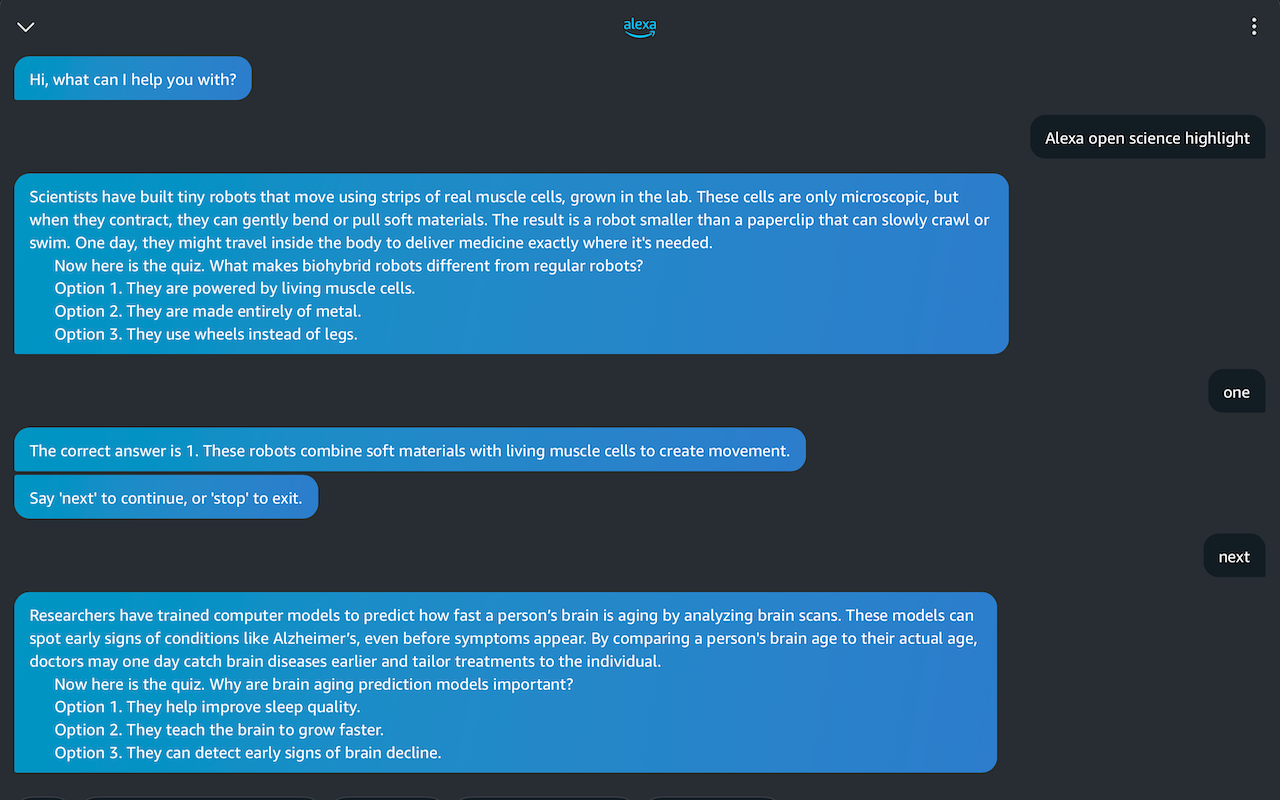 alexa
Hi, what can I help you with?
Alexa open science highlight
Scientists have built tiny robots that move using strips of real muscle cells, grown in the lab. These cells are only microscopic, but
when they contract, they can gently bend or pull soft materials. The result is a robot smaller than a paperclip that can slowly crawl or
swim. One day, they might travel inside the body to deliver medicine exactly where it's needed.
Now here is the quiz. What makes biohybrid robots different from regular robots?
Option 1. They are powered by living muscle cells.
Option 2. They are made entirely of metal.
Option 3. They use wheels instead of legs.
one
The correct answer is 1. These robots combine soft materials with living muscle cells to create movement.
Say 'next' to continue, or 'stop' to exit.
next
Researchers have trained computer models to predict how fast a person’s brain is aging by analyzing brain scans. These models can
spot early signs of conditions like Alzheimer’s, even before symptoms appear. By comparing a person's brain age to their actual age,
doctors may one day catch brain diseases earlier and tailor treatments to the individual.
Now here is the quiz. Why are brain aging prediction models important?
Option 1. They help improve sleep quality.
Option 2. They teach the brain to grow faster.
Option 3. They can detect early signs of brain decline.